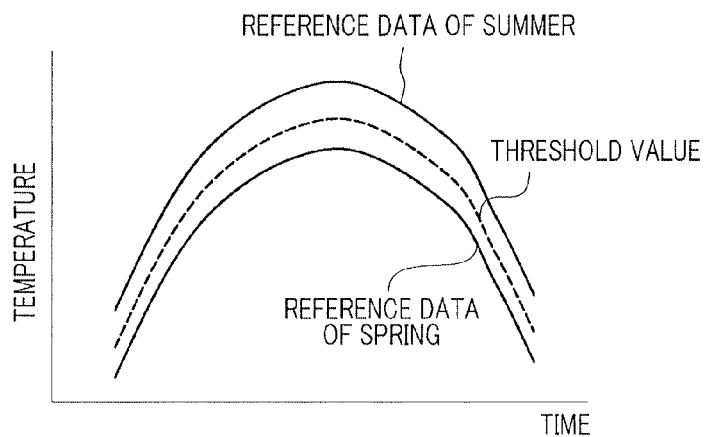 REFERENCE DATA OF SUMMER
THRESHOLD VALUE
TEMPERATURE
REFERENCE DATA
OF SPRING
TIME